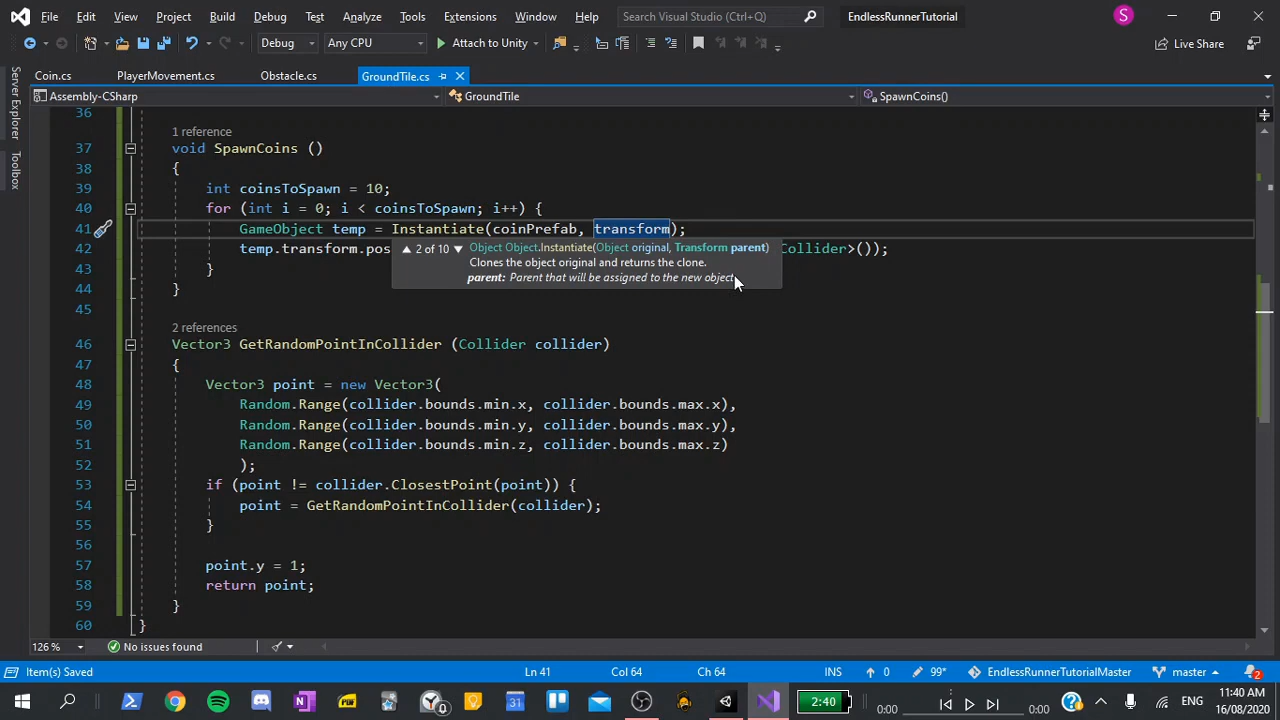 File Edit View Project Build Debug Test Analyze Tools Extensions Window Help Search Visual Studio (Ctrl+Q) EndlessRunnerTutorial S
Debug Any CPU Attach to Unity Live Share
Server Explorer
Toolbox
Coin.cs PlayerMovement.cs Obstacle.cs GroundTile.cs
Assembly-CSharp GroundTile SpawnCoins()
36
1 reference
37 void SpawnCoins ()
38 {
39 int coinsToSpawn = 10;
40 for (int i = 0; i < coinsToSpawn; i++) {
41 GameObject temp = Instantiate(coinPrefab, transform);
42 temp.transform.pos Collider>());
2 of 10 Object Object.Instantiate(Object original, Transform parent)
Clones the object original and returns the clone.
parent: Parent that will be assigned to the new object.
43 }
44 }
45
2 references
46 Vector3 GetRandomPointInCollider (Collider collider)
47 {
48 Vector3 point = new Vector3(
49 Random.Range(collider.bounds.min.x, collider.bounds.max.x),
50 Random.Range(collider.bounds.min.y, collider.bounds.max.y),
51 Random.Range(collider.bounds.min.z, collider.bounds.max.z)
52 );
53 if (point != collider.ClosestPoint(point)) {
54 point = GetRandomPointInCollider(collider);
55 }
56
57 point.y = 1;
58 return point;
59 }
60 }
126 % No issues found
Item(s) Saved Ln 41 Col 64 Ch 64 INS 0 99* EndlessRunnerTutorialMaster master 2
2:40 0:00 0:00 ENG 11:40 AM
16/08/2020